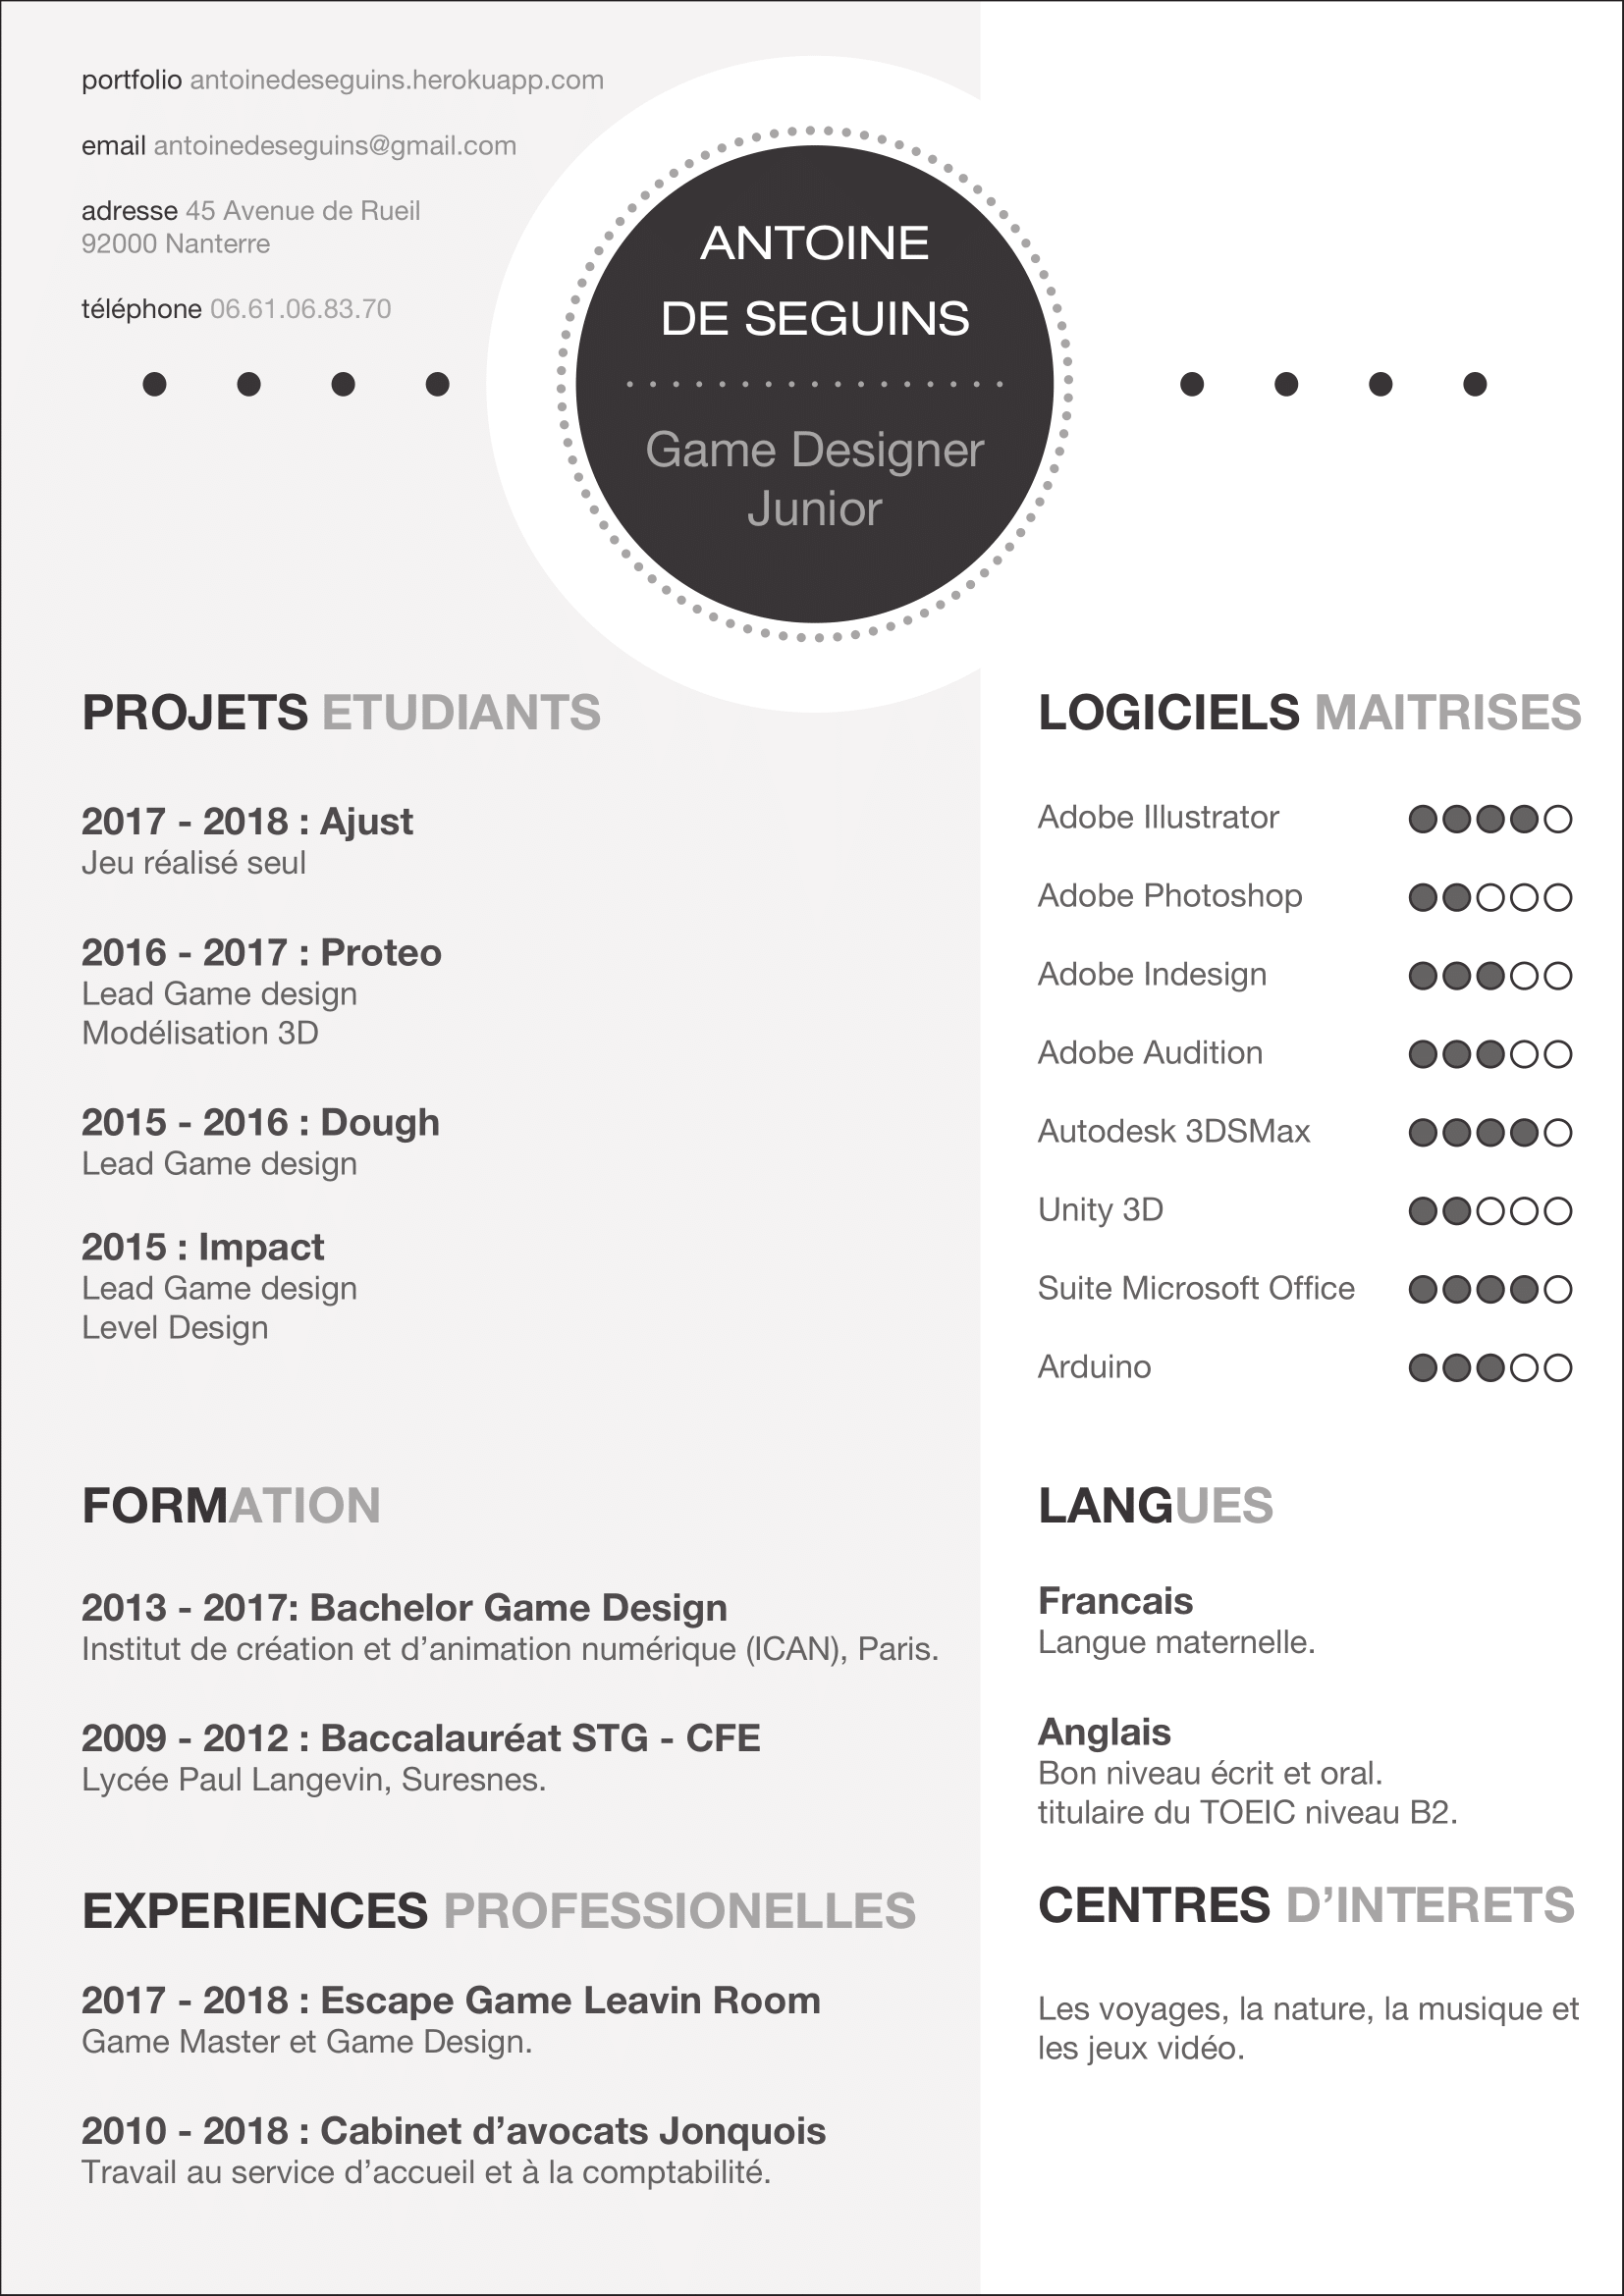 portfolio antoinedeseguins.herokuapp.com
email antoinedeseguins@gmail.com
adresse 45 Avenue de Rueil
92000 Nanterre
téléphone 06.61.06.83.70
ANTOINE
DE SEGUINS
Game Designer
Junior
PROJETS ETUDIANTS
2017 - 2018 : Ajust
Jeu réalisé seul
2016 - 2017 : Proteo
Lead Game design
Modélisation 3D
2015 - 2016 : Dough
Lead Game design
2015 : Impact
Lead Game design
Level Design
FORMATION
2013 - 2017: Bachelor Game Design
Institut de création et d’animation numérique (ICAN), Paris.
2009 - 2012 : Baccalauréat STG - CFE
Lycée Paul Langevin, Suresnes.
EXPERIENCES PROFESSIONELLES
2017 - 2018 : Escape Game Leavin Room
Game Master et Game Design.
2010 - 2018 : Cabinet d’avocats Jonquois
Travail au service d’accueil et à la comptabilité.
LOGICIELS MAITRISES
Adobe Illustrator
Adobe Photoshop
Adobe Indesign
Adobe Audition
Autodesk 3DSMax
Unity 3D
Suite Microsoft Office
Arduino
LANGUES
Francais
Langue maternelle.
Anglais
Bon niveau écrit et oral.
titulaire du TOEIC niveau B2.
CENTRES D’INTERETS
Les voyages, la nature, la musique et
les jeux vidéo.